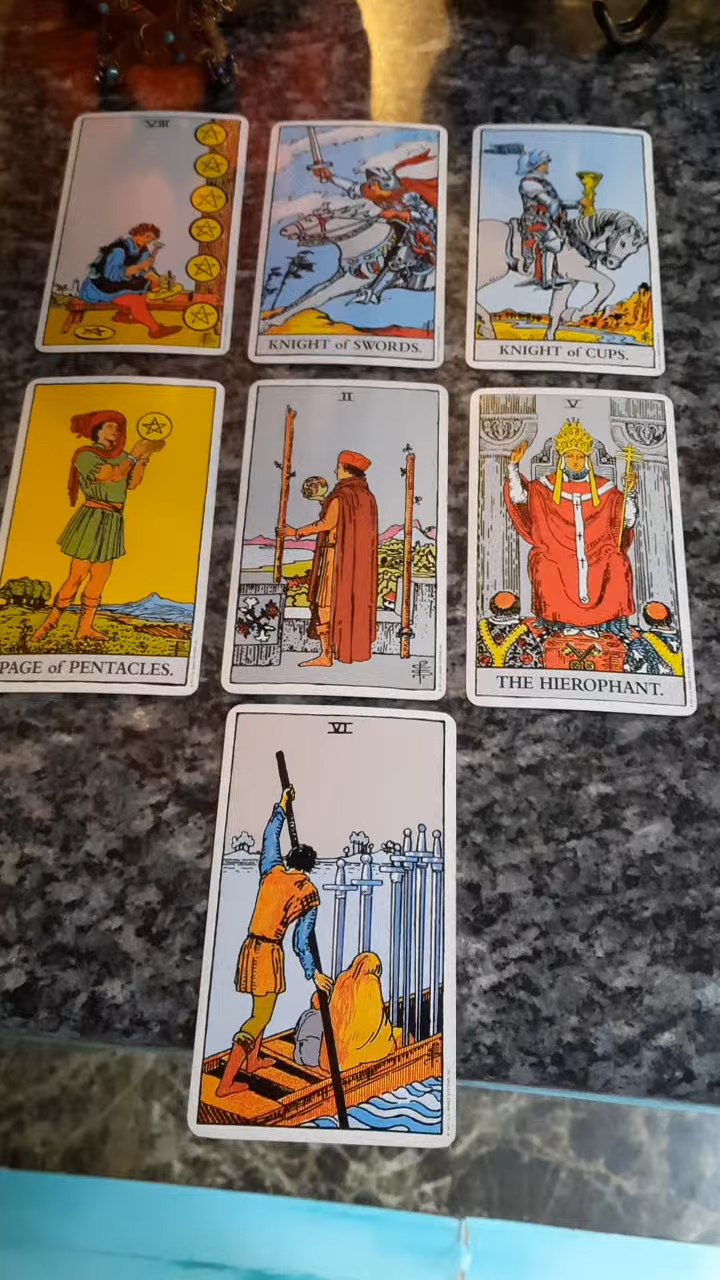 VIII
KNIGHT of SWORDS.
KNIGHT of CUPS.
PAGE of PENTACLES.
II
V
THE HIEROPHANT.
VI